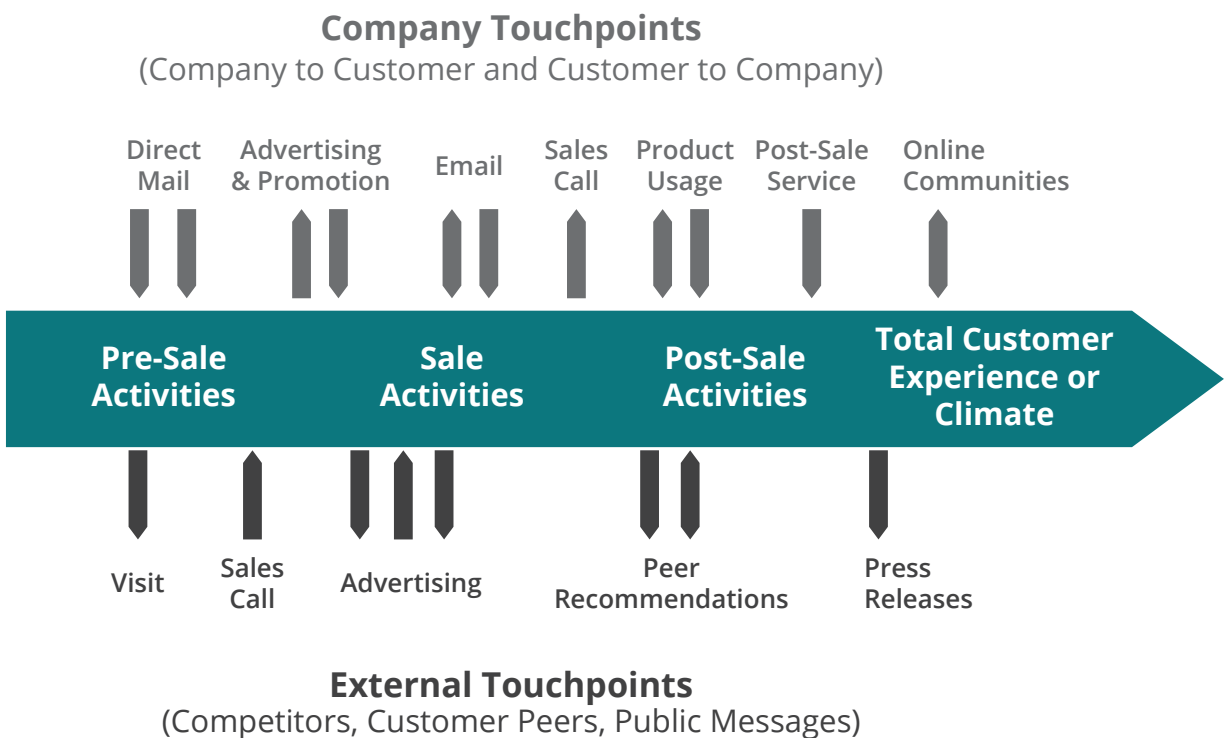 Company Touchpoints
(Company to Customer and Customer to Company)
Direct
Mail
Advertising
& Promotion
Email
Sales
Call
Product
Usage
Post-Sale
Service
Online
Communities
Pre-Sale
Activities
Sale
Activities
Post-Sale
Activities
Total Customer
Experience or
Climate
Visit
Sales
Call
Advertising
Peer
Recommendations
Press
Releases
External Touchpoints
(Competitors, Customer Peers, Public Messages)